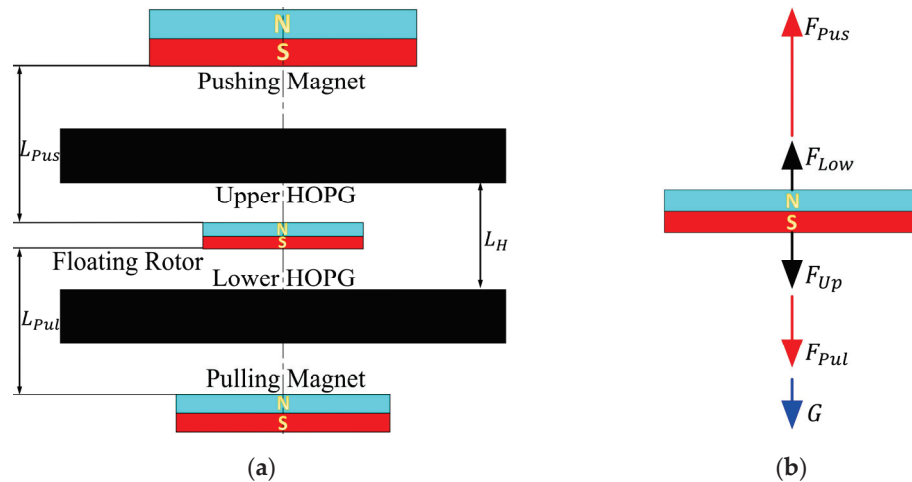 N
S
Pushing Magnet
L_Pus
Upper HOPG
N
S
Floating Rotor
L_H
Lower HOPG
L_Pul
Pulling Magnet
N
S
(a)
F_Pus
F_Low
N
S
F_Up
F_Pul
G
(b)